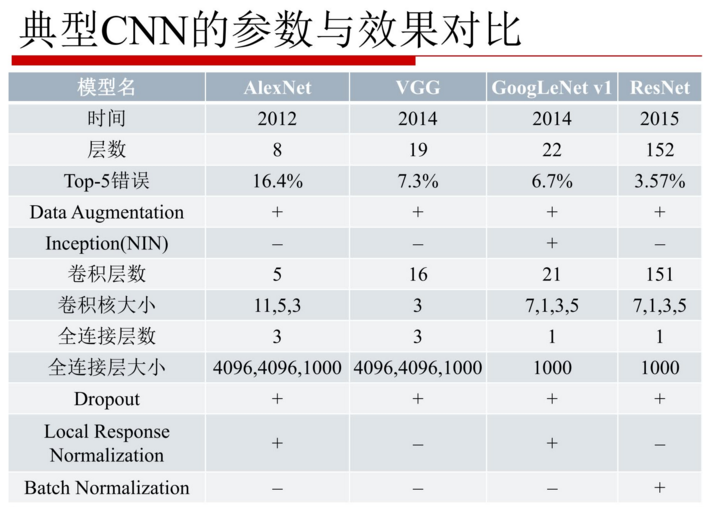 典型CNN的参数与效果对比
模型名 AlexNet VGG GoogLeNet v1 ResNet
时间 2012 2014 2014 2015
层数 8 19 22 152
Top-5错误 16.4% 7.3% 6.7% 3.57%
Data Augmentation + + + +
Inception(NIN) – – + –
卷积层数 5 16 21 151
卷积核大小 11,5,3 3 7,1,3,5 7,1,3,5
全连接层数 3 3 1 1
全连接层大小 4096,4096,1000 4096,4096,1000 1000 1000
Dropout + + + +
Local Response
Normalization + – + –
Batch Normalization – – – +